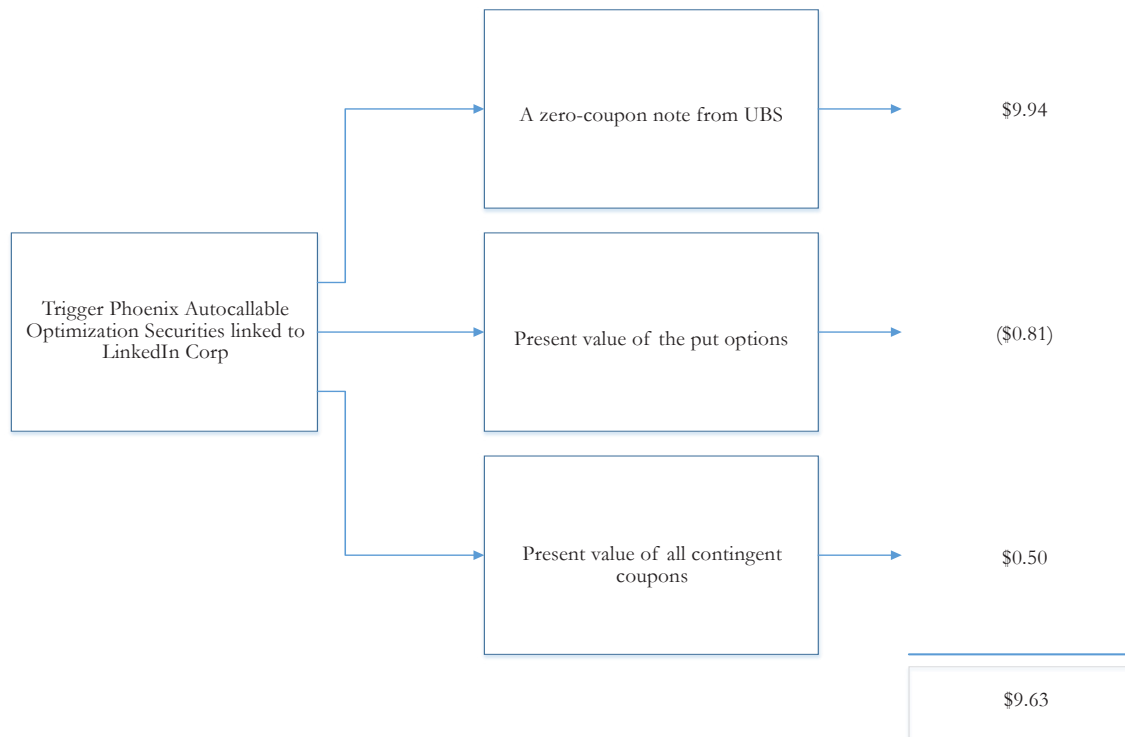 A zero-coupon note from UBS
$9.94
Trigger Phoenix Autocallable
Optimization Securities linked to
LinkedIn Corp
Present value of the put options
($0.81)
Present value of all contingent
coupons
$0.50
$9.63